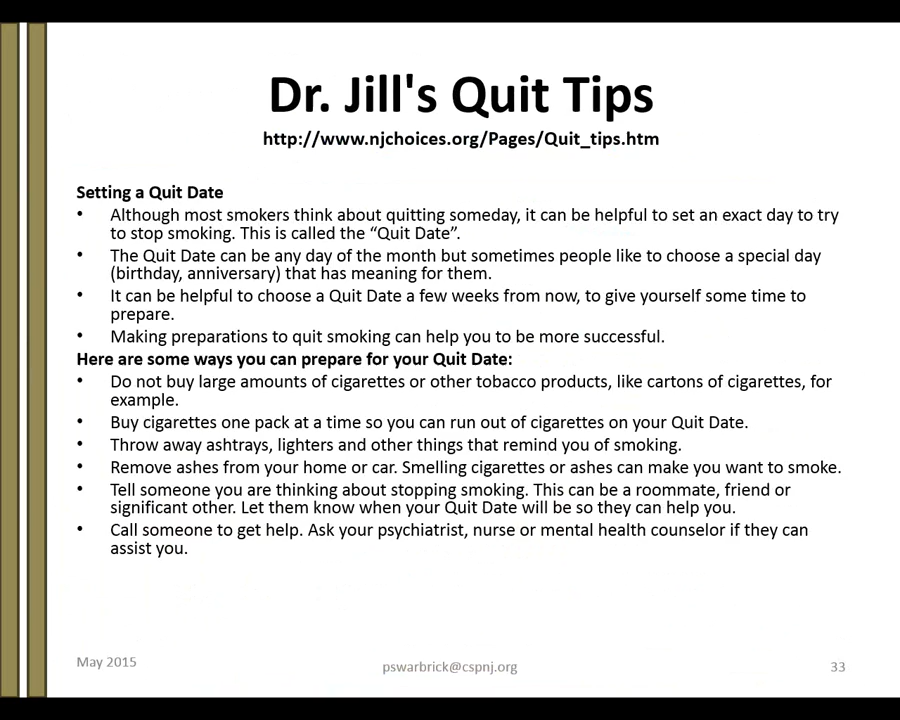 Dr. Jill's Quit Tips
http://www.njchoices.org/Pages/Quit_tips.htm
Setting a Quit Date
• Although most smokers think about quitting someday, it can be helpful to set an exact day to try
to stop smoking. This is called the “Quit Date”.
• The Quit Date can be any day of the month but sometimes people like to choose a special day
(birthday, anniversary) that has meaning for them.
• It can be helpful to choose a Quit Date a few weeks from now, to give yourself some time to
prepare.
• Making preparations to quit smoking can help you to be more successful.
Here are some ways you can prepare for your Quit Date:
• Do not buy large amounts of cigarettes or other tobacco products, like cartons of cigarettes, for
example.
• Buy cigarettes one pack at a time so you can run out of cigarettes on your Quit Date.
• Throw away ashtrays, lighters and other things that remind you of smoking.
• Remove ashes from your home or car. Smelling cigarettes or ashes can make you want to smoke.
• Tell someone you are thinking about stopping smoking. This can be a roommate, friend or
significant other. Let them know when your Quit Date will be so they can help you.
• Call someone to get help. Ask your psychiatrist, nurse or mental health counselor if they can
assist you.
May 2015
pswarbrick@cspnj.org
33